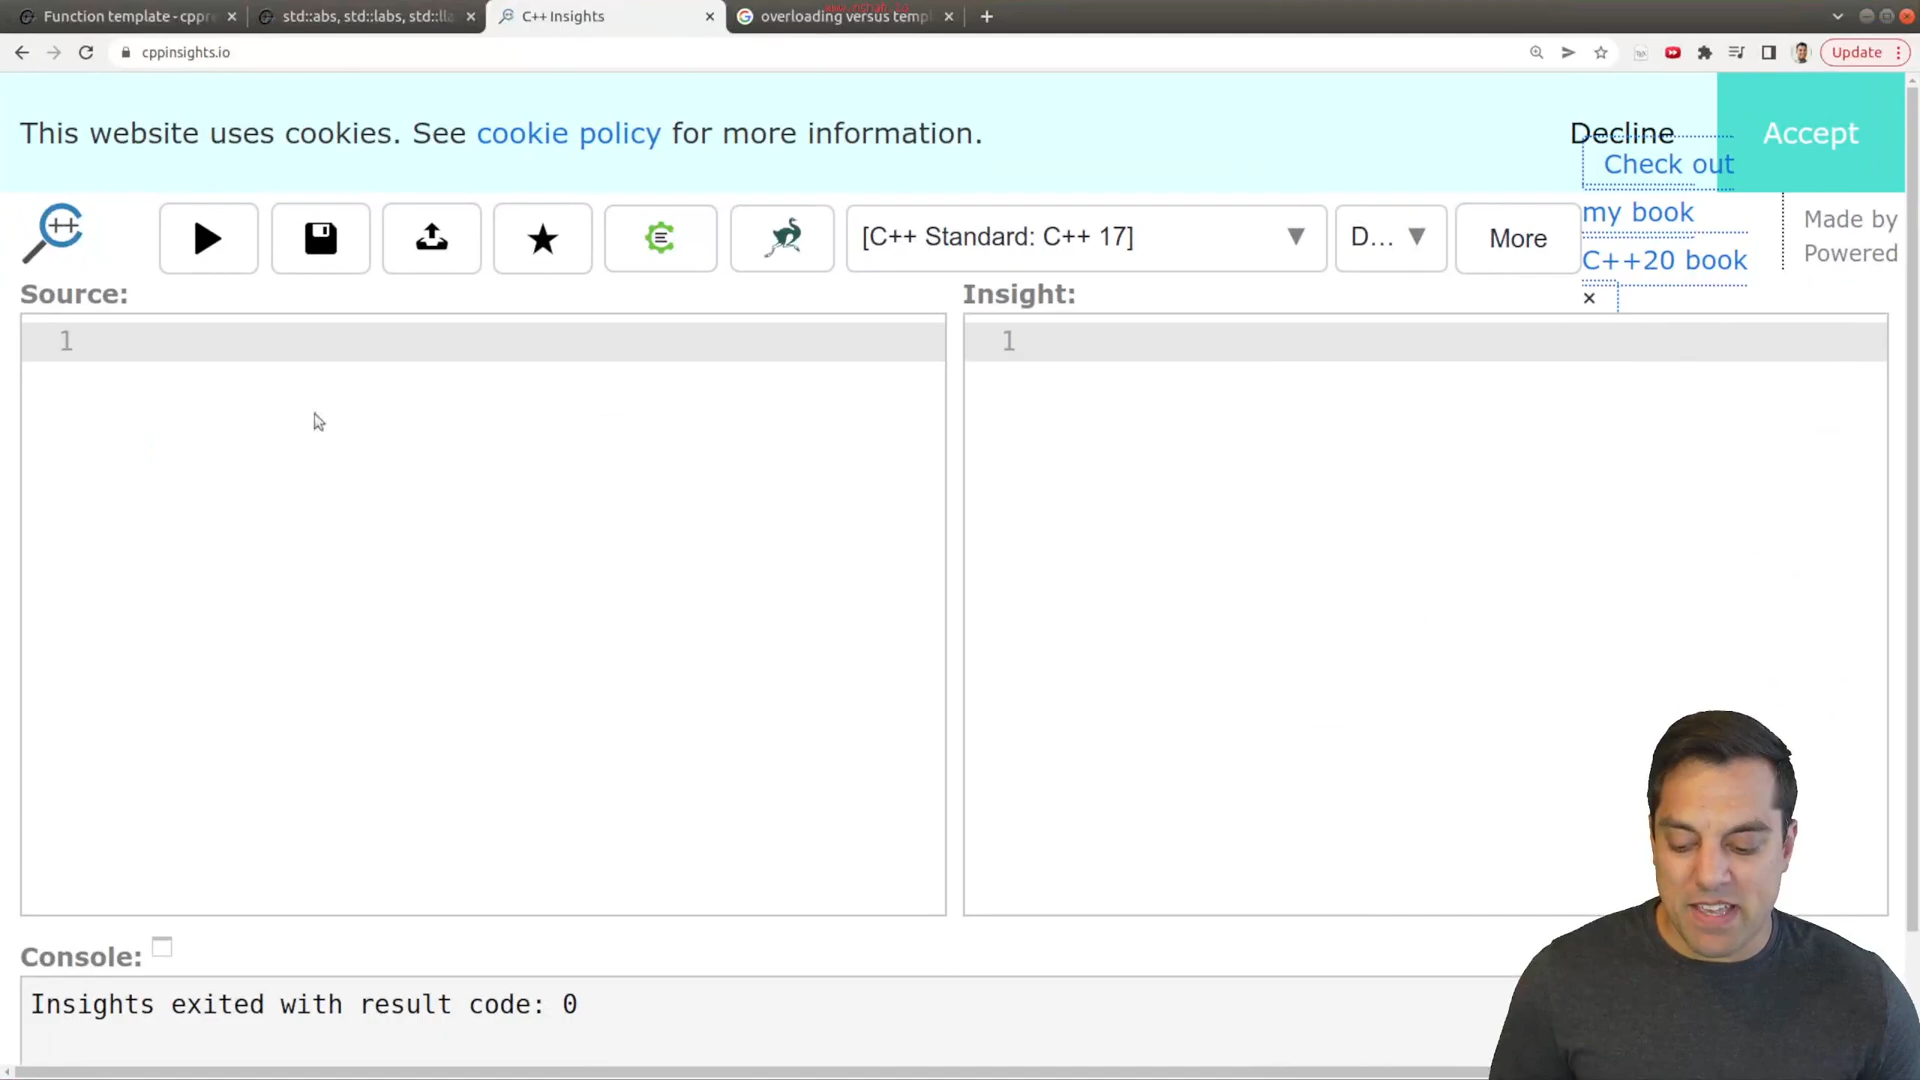 Function template - cppre
std::abs, std::labs, std::lla
C++ Insights
overloading versus templ
cppinsights.io
Update
This website uses cookies. See cookie policy for more information.
Decline
Accept
Check out
my book
C++20 book
C++
[C++ Standard: C++ 17]
D...
More
Made by
Powered
Source:
Insight:
1
1
Console:
Insights exited with result code: 0